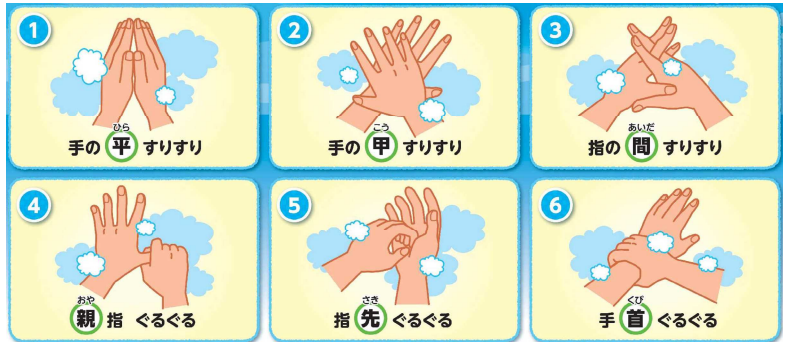 1
ひら
手の平すりすり
2
こう
手の甲すりすり
3
あいだ
指の間すりすり
4
おや
親指 ぐるぐる
5
さき
指先ぐるぐる
6
くび
手首ぐるぐる